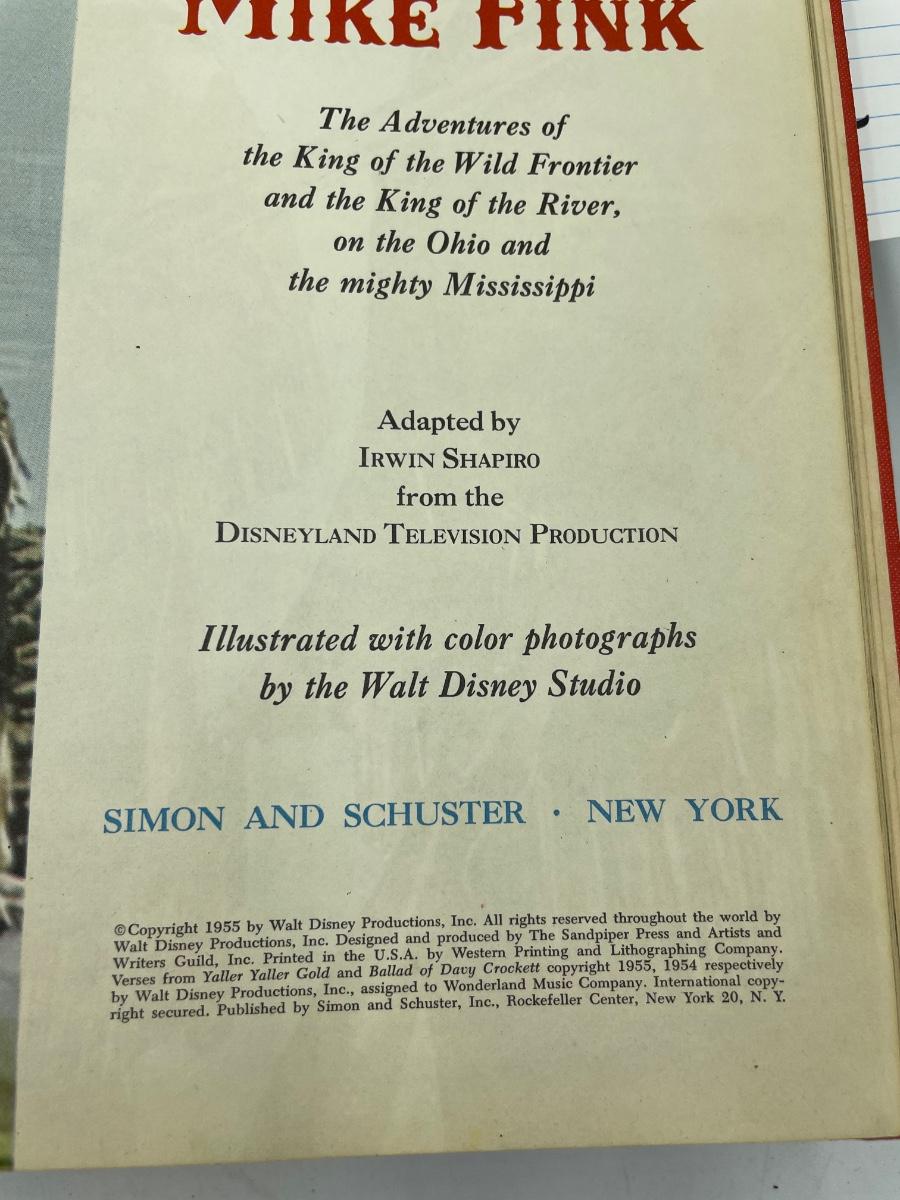 MIKE FINK
The Adventures of
the King of the Wild Frontier
and the King of the River,
on the Ohio and
the mighty Mississippi
Adapted by
IRWIN SHAPIRO
from the
DISNEYLAND TELEVISION PRODUCTION
Illustrated with color photographs
by the Walt Disney Studio
SIMON AND SCHUSTER · NEW YORK
©Copyright 1955 by Walt Disney Productions, Inc. All rights reserved throughout the world by
Walt Disney Productions, Inc. Designed and produced by The Sandpiper Press and Artists and
Writers Guild, Inc. Printed in the U.S.A. by Western Printing and Lithographing Company.
Verses from Yaller Yaller Gold and Ballad of Davy Crockett copyright 1955, 1954 respectively
by Walt Disney Productions, Inc., assigned to Wonderland Music Company. International copy-
right secured. Published by Simon and Schuster, Inc., Rockefeller Center, New York 20, N. Y.